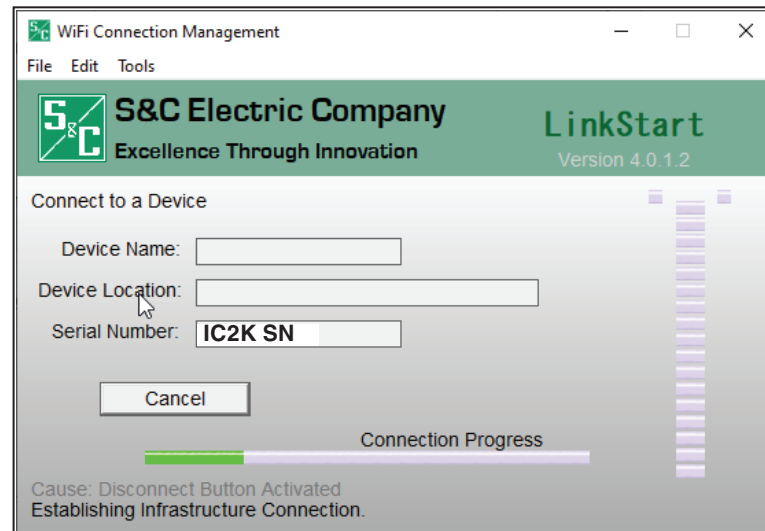 WiFi Connection Management
File Edit Tools
S&C
S&C Electric Company
Excellence Through Innovation
LinkStart
Version 4.0.1.2
Connect to a Device
Device Name:
Device Location:
Serial Number: IC2K SN
Cancel
Connection Progress
Cause: Disconnect Button Activated
Establishing Infrastructure Connection.